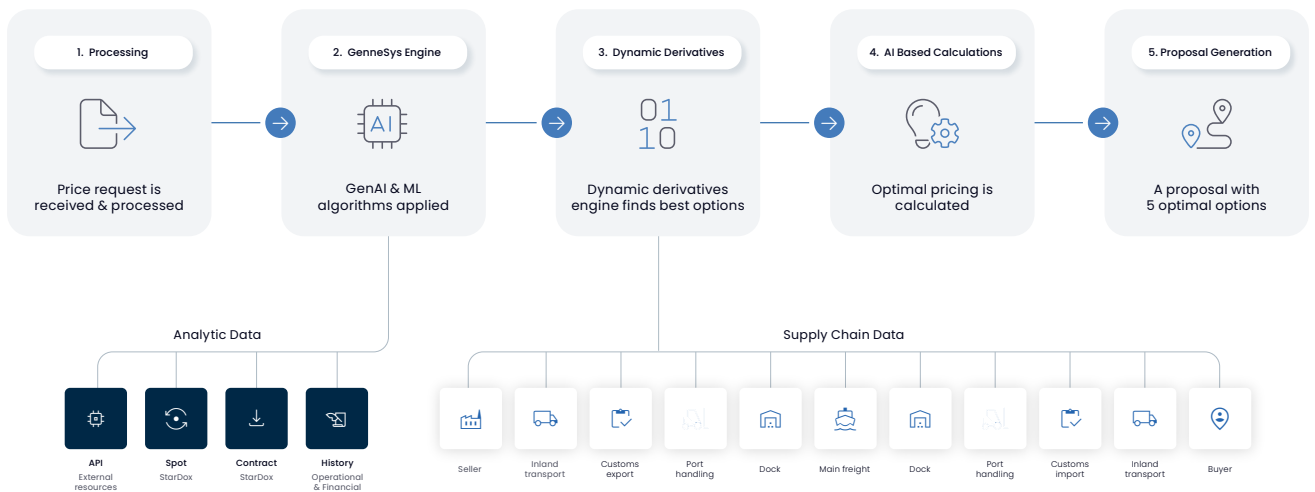 1. Processing
2. GenneSys Engine
3. Dynamic Derivatives
4. AI Based Calculations
5. Proposal Generation
AI
01
10
Price request is
received & processed
GenAI & ML
algorithms applied
Dynamic derivatives
engine finds best options
Optimal pricing is
calculated
A proposal with
5 optimal options
Analytic Data
Supply Chain Data
API
External
resources
Spot
StarDox
Contract
StarDox
History
Operational
& Financial
Seller
Inland
transport
Customs
export
Port
handling
Dock
Main freight
Dock
Port
handling
Customs
import
Inland
transport
Buyer